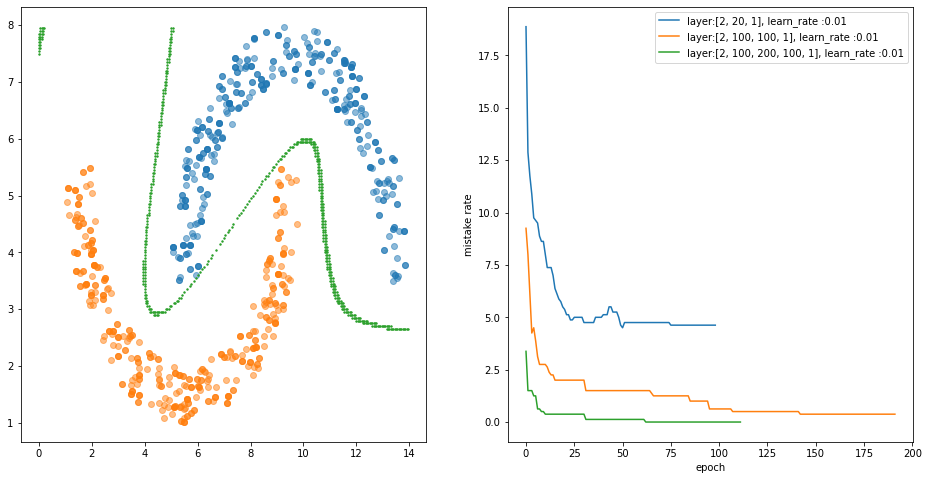 8
7
6
5
4
3
2
1
0 2 4 6 8 10 12 14
layer:[2, 20, 1], learn_rate :0.01
layer:[2, 100, 100, 1], learn_rate :0.01
layer:[2, 100, 200, 100, 1], learn_rate :0.01
17.5
15.0
12.5
10.0
7.5
5.0
2.5
0.0
mistake rate
0 25 50 75 100 125 150 175 200
epoch